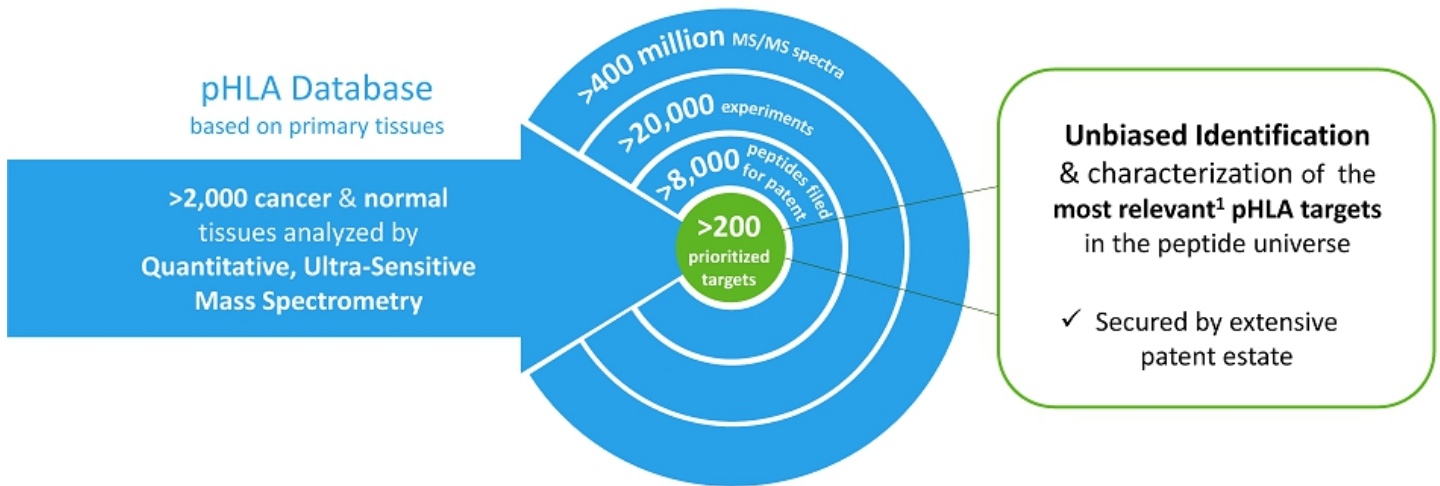 pHLA Database
based on primary tissues
>2,000 cancer & normal
tissues analyzed by
Quantitative, Ultra-Sensitive
Mass Spectrometry
>400 million MS/MS spectra
>20,000 experiments
>8,000 peptides filed
for patent
>200
prioritized
targets
Unbiased Identification
& characterization of the
most relevant¹ pHLA targets
in the peptide universe
✓ Secured by extensive
patent estate